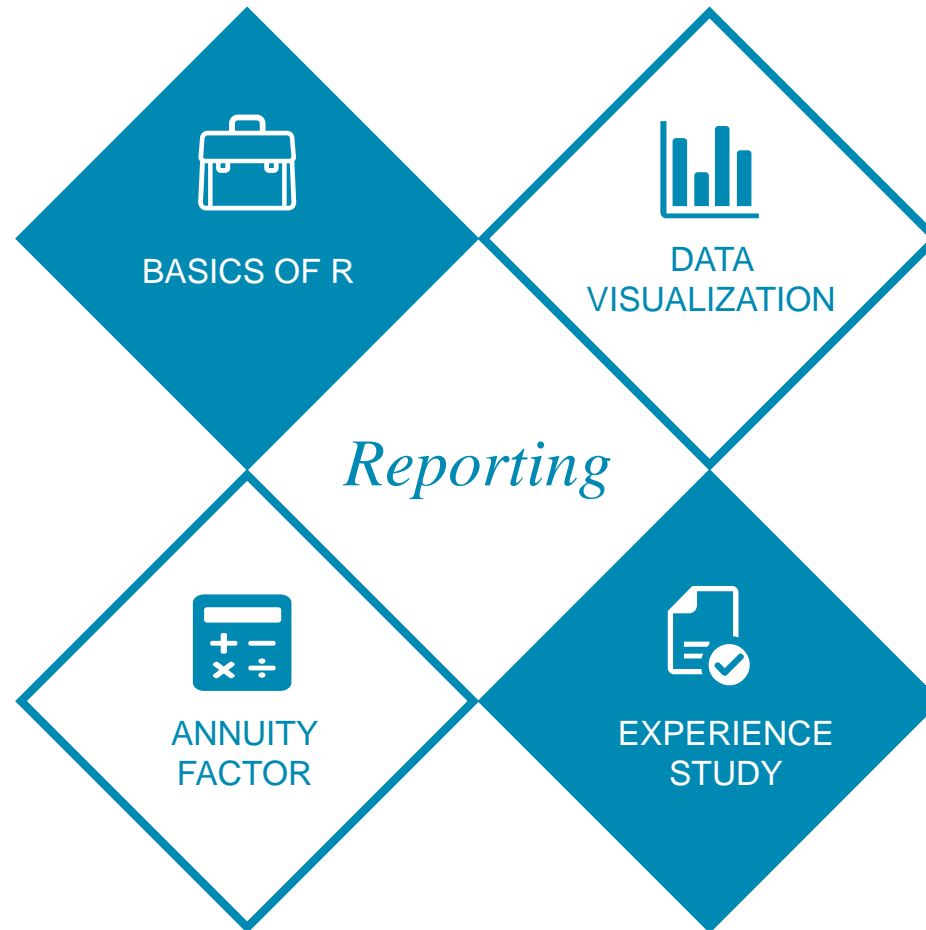 BASICS OF R
DATA
VISUALIZATION
Reporting
ANNUITY
FACTOR
EXPERIENCE
STUDY